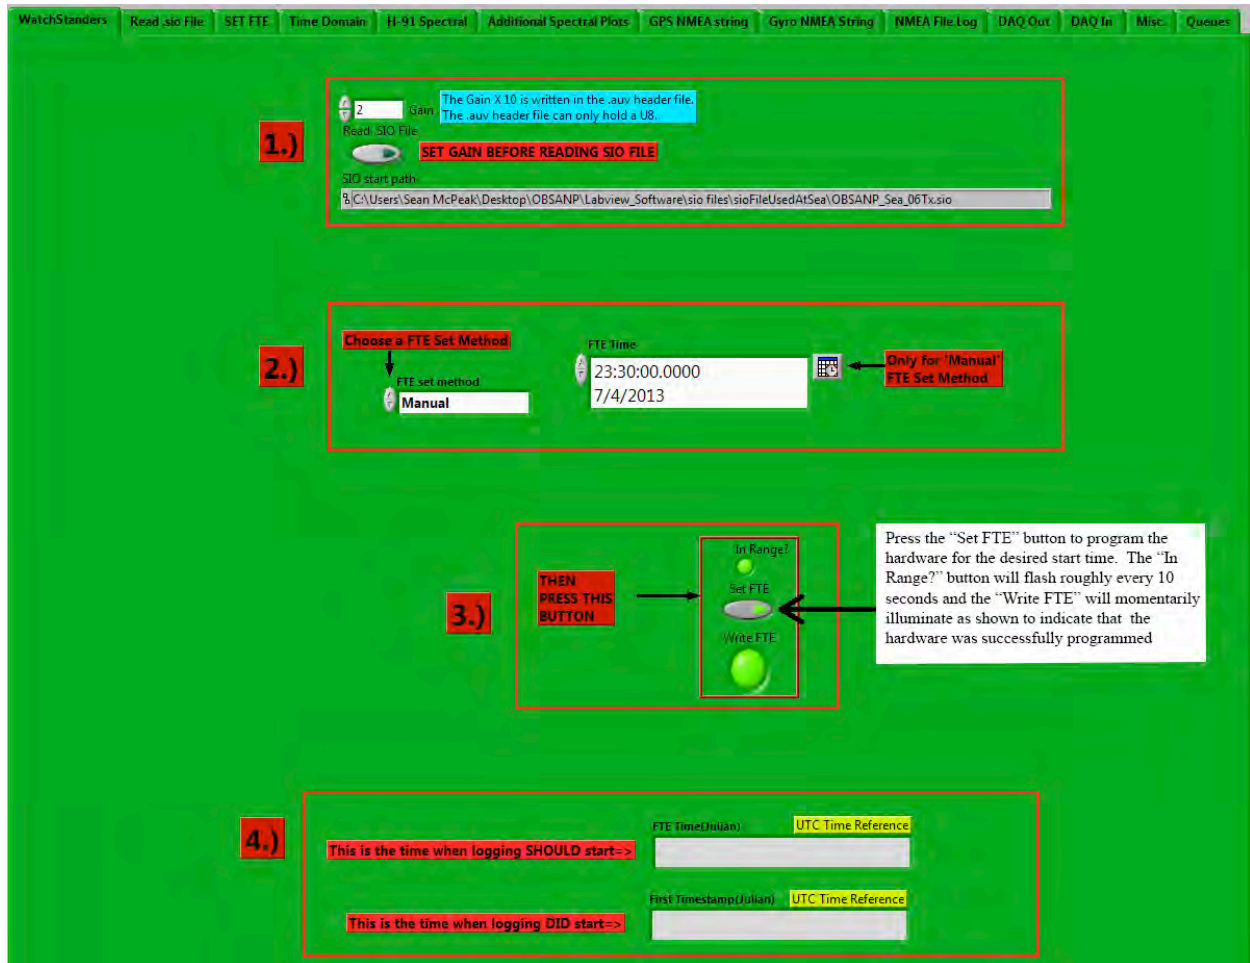 WatchStanders Read .sio File SET FTE Time Domain H-91 Spectral Additional Spectral Plots GPS NMEA string Gyro NMEA String NMEA File Log DAQ Out DAQ In Misc. Queues
1.)
2 Gain
The Gain X 10 is written in the .auv header file.
The .auv header file can only hold a U8.
Read SIO File
SET GAIN BEFORE READING SIO FILE
SIO start path
C:\Users\Sean McPeak\Desktop\OBSANP\Labview_Software\sio files\sioFileUsedAtSea\OBSANP_Sea_06Tx.sio
2.)
Choose a FTE Set Method
FTE set method
Manual
FTE Time
23:30:00.0000
7/4/2013
Only for 'Manual'
FTE Set Method
3.)
THEN
PRESS THIS
BUTTON
In Range?
Set FTE
Write FTE
Press the “Set FTE” button to program the
hardware for the desired start time. The “In
Range?” button will flash roughly every 10
seconds and the “Write FTE” will momentarily
illuminate as shown to indicate that the
hardware was successfully programmed
4.)
FTE Time(Julian) UTC Time Reference
This is the time when logging SHOULD start=>
First Timestamp(Julian) UTC Time Reference
This is the time when logging DID start=>